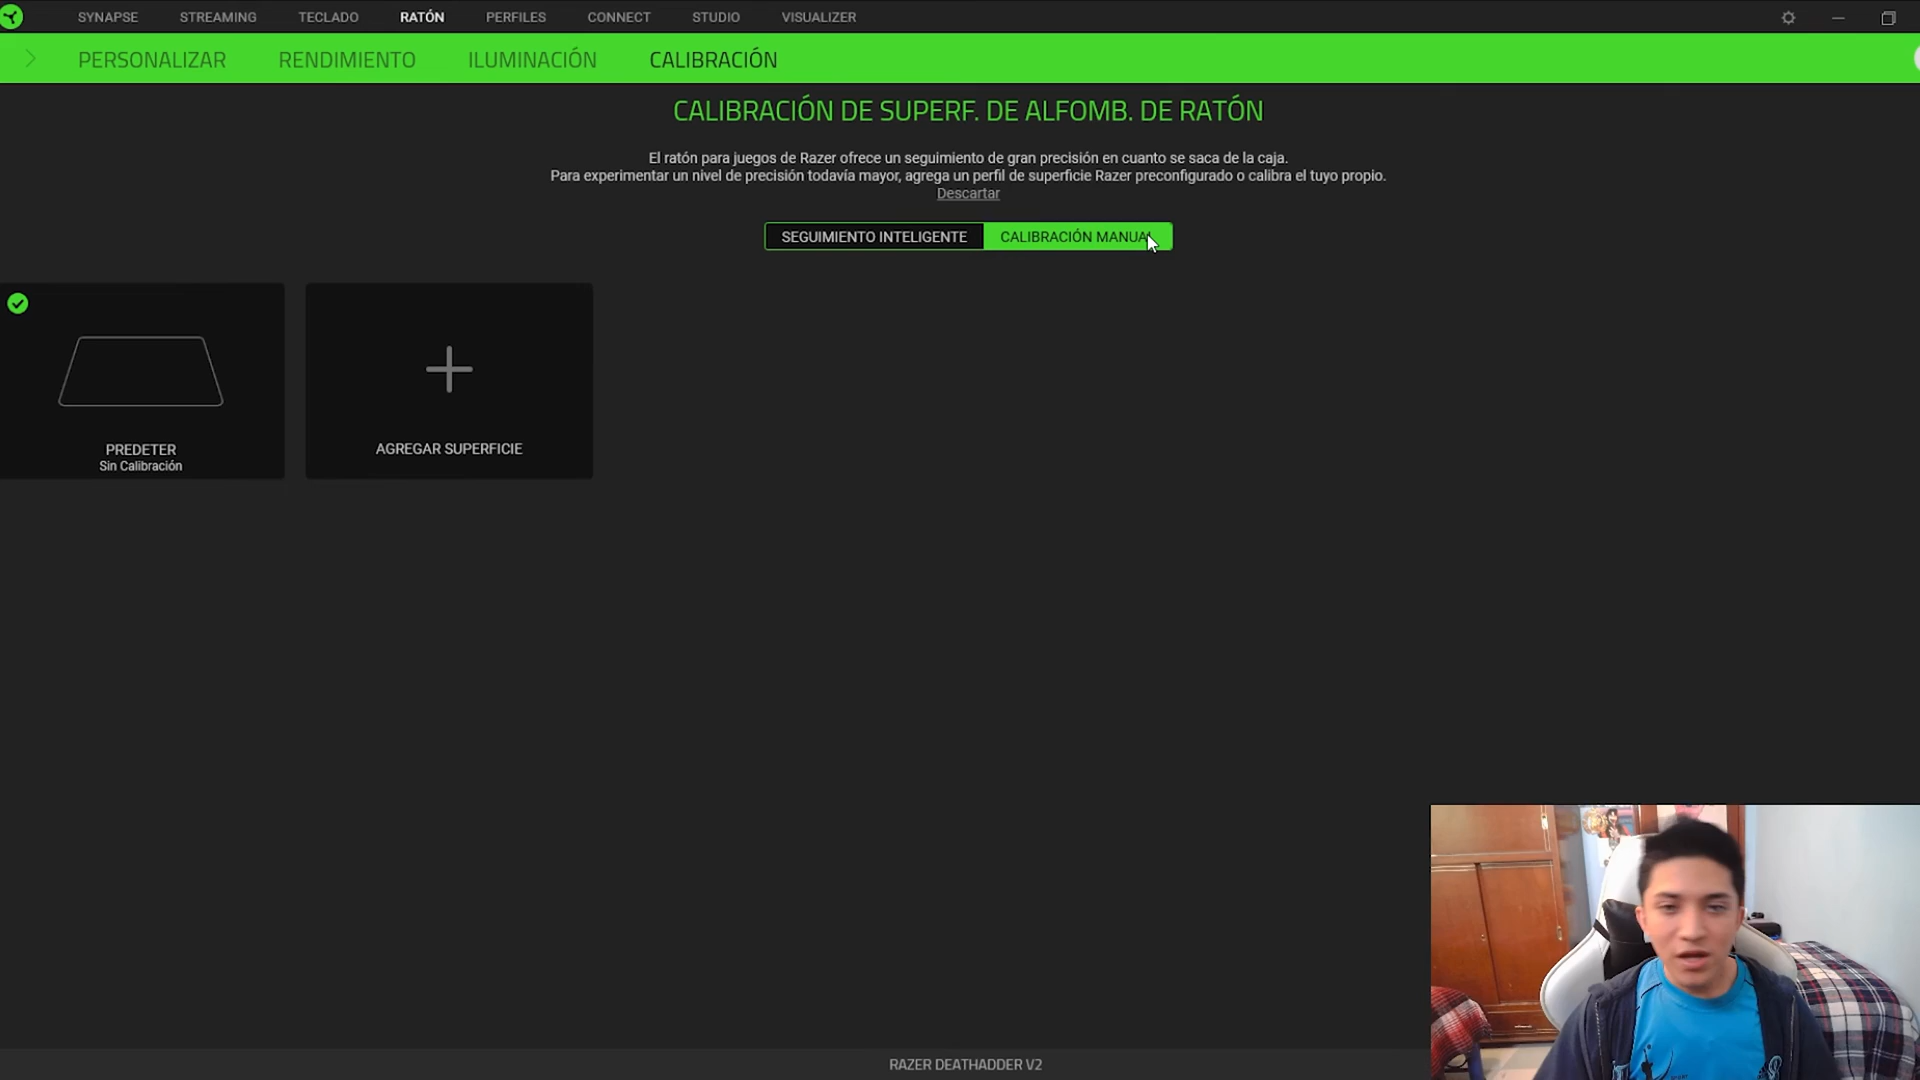 SYNAPSE STREAMING TECLADO RATÓN PERFILES CONNECT STUDIO VISUALIZER
PERSONALIZAR RENDIMIENTO ILUMINACIÓN CALIBRACIÓN
CALIBRACIÓN DE SUPERF. DE ALFOMB. DE RATÓN
El ratón para juegos de Razer ofrece un seguimiento de gran precisión en cuanto se saca de la caja.
Para experimentar un nivel de precisión todavía mayor, agrega un perfil de superficie Razer preconfigurado o calibra el tuyo propio.
Descartar
SEGUIMIENTO INTELIGENTE CALIBRACIÓN MANUAL
PREDETER
Sin Calibración
AGREGAR SUPERFICIE
RAZER DEATHADDER V2